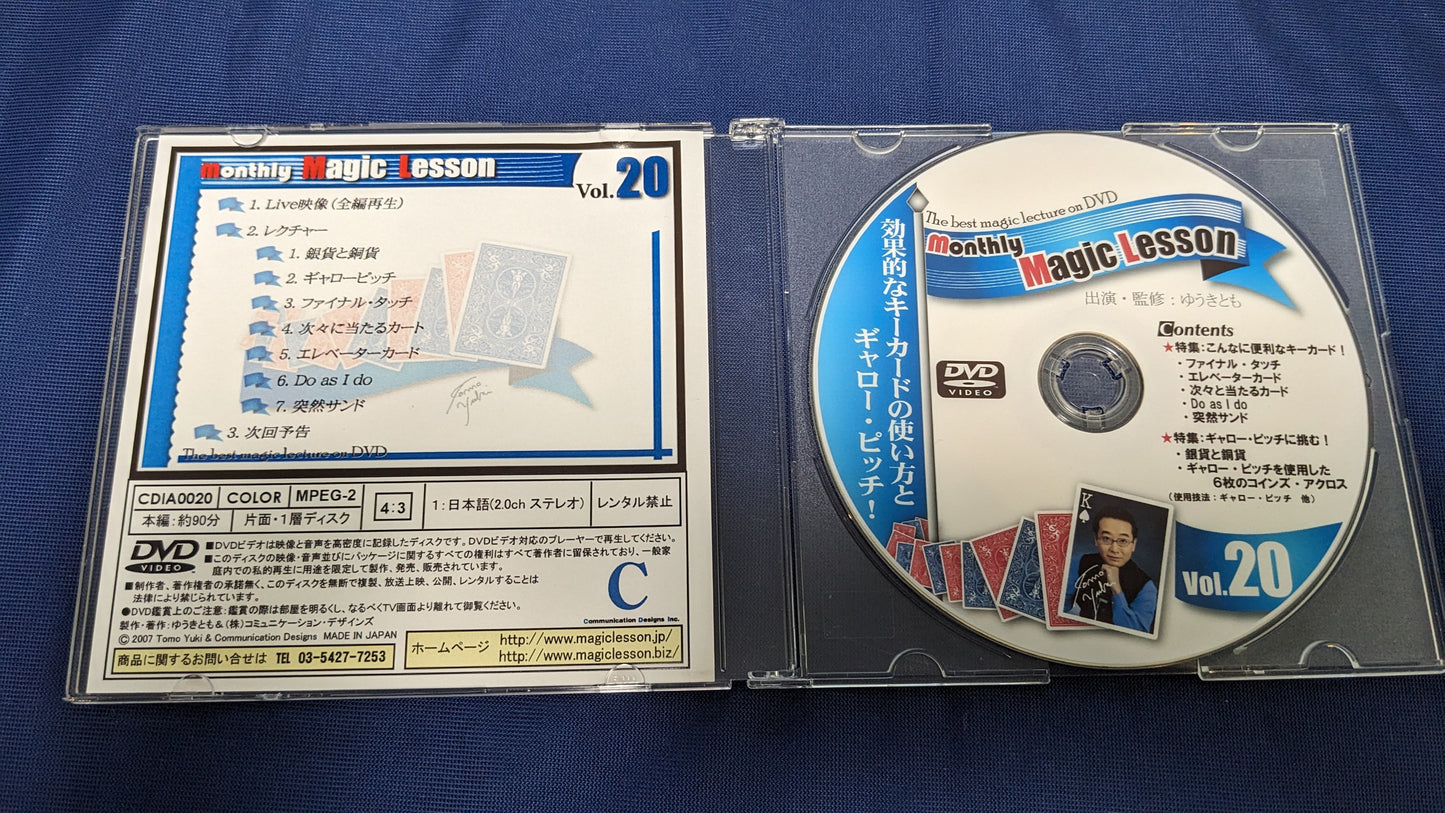 Monthly Magic Lesson
Vol.20
1. Live映像(全編再生)
2. レクチャー
1. 銀貨と銅貨
2. ギャローピッチ
3. ファイナル・タッチ
4. 次々に当たるカート
5. エレベーターカード
6. Do as I do
7. 突然サンド
3. 次回予告
The best magic lecture on DVD
CDIA0020 COLOR MPEG-2 4:3 1:日本語(2.0ch ステレオ) レンタル禁止
本編:約90分 片面・1層ディスク
DVD VIDEO
■DVDビデオは映像と音声を高密度に記録したディスクです。DVDビデオ対応のプレーヤーで再生してください。
■このディスクの映像・音声並びにパッケージに関するすべての権利はすべて著作者に留保されており、一般家
庭内での私的再生に用途を限定して製作、発売、販売されています。
■制作者、著作権者の承諾無く、このディスクを無断で複製、放送上映、公開、レンタルすることは
法律により禁じられています。
●DVD鑑賞上のご注意:鑑賞の際は部屋を明るくし、なるべくTV画面より離れて御覧ください。
製作・著作:ゆうきとも&(株)コミュニケーション・デザインズ
© 2007 Tomo Yuki & Communication Designs MADE IN JAPAN
C
Communication Designs Inc.
商品に関するお問い合せは TEL 03-5427-7253
ホームページ http://www.magiclesson.jp/
http://www.magiclesson.biz/
The best magic lecture on DVD
Monthly Magic Lesson
出演・監修:ゆうきとも
効果的なキーカードの使い方と
ギャロー・ピッチ!
DVD VIDEO
Contents
★特集:こんなに便利なキーカード!
・ファイナル・タッチ
・エレベーターカード
・次々と当たるカード
・Do as I do
・突然サンド
★特集:ギャロー・ピッチに挑む!
・銀貨と銅貨
・ギャロー・ピッチを使用した
6枚のコインズ・アクロス
(使用技法:ギャロー・ピッチ 他)
K
Vol.20